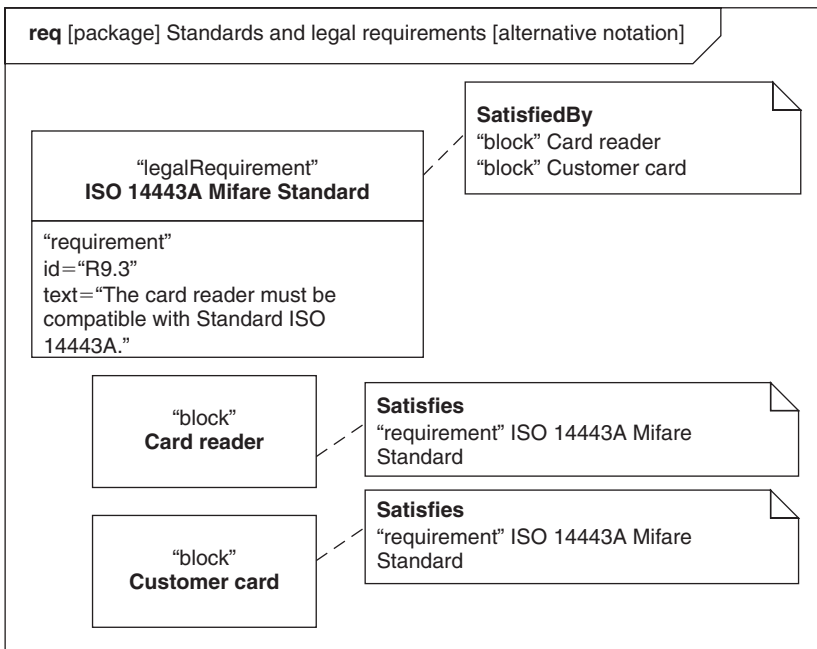 req [package] Standards and legal requirements [alternative notation]
SatisfiedBy
“block” Card reader
“block” Customer card
“legalRequirement”
ISO 14443A Mifare Standard
“requirement”
id=“R9.3”
text=“The card reader must be
compatible with Standard ISO
14443A.”
“block”
Card reader
Satisfies
“requirement” ISO 14443A Mifare
Standard
“block”
Customer card
Satisfies
“requirement” ISO 14443A Mifare
Standard